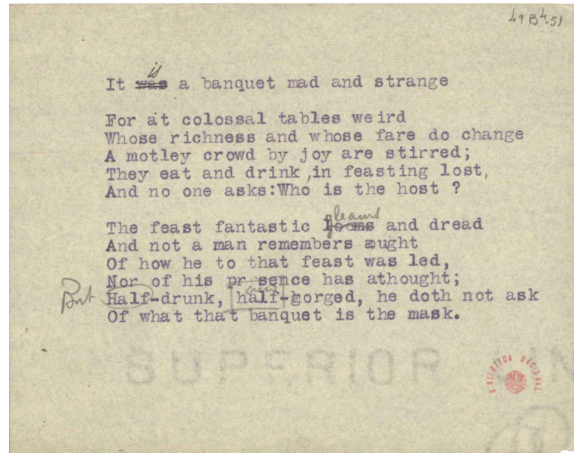 49B4.51
It was is a banquet mad and strange
For at colossal tables weird
Whose richness and whose fare do change
A motley crowd by joy are stirred;
They eat and drink,in feasting lost,
And no one asks:Who is the host ?
The feast fantastic looms gleams and dread
And not a man remembers aught
Of how he to that feast was led,
Nor of his presence has athought;
But Half-drunk, half-gorged, he doth not ask
Of what that banquet is the mask.
SUPERIOR LIN
BIBLIOTECA NACIONAL